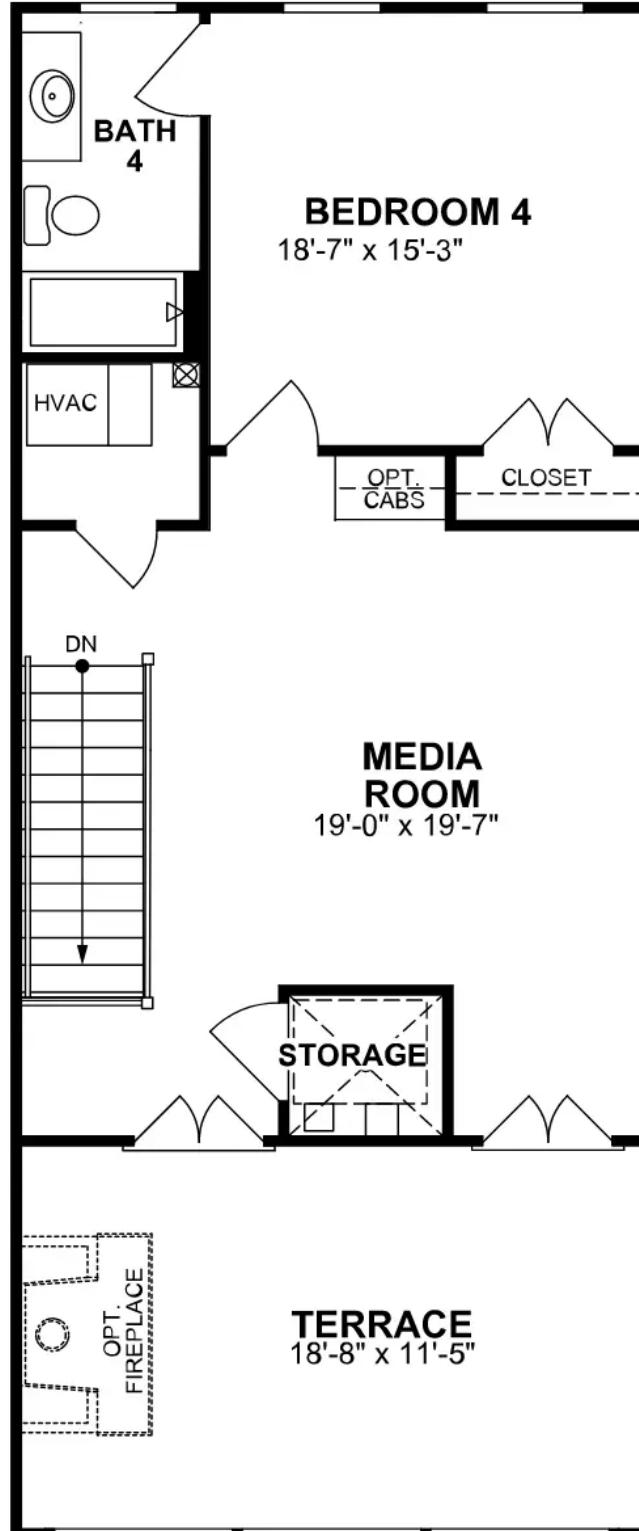 BATH
4
BEDROOM 4
18'-7" x 15'-3"
HVAC
OPT.
CABS
CLOSET
DN
MEDIA
ROOM
19'-0" x 19'-7"
STORAGE
OPT.
FIREPLACE
TERRACE
18'-8" x 11'-5"